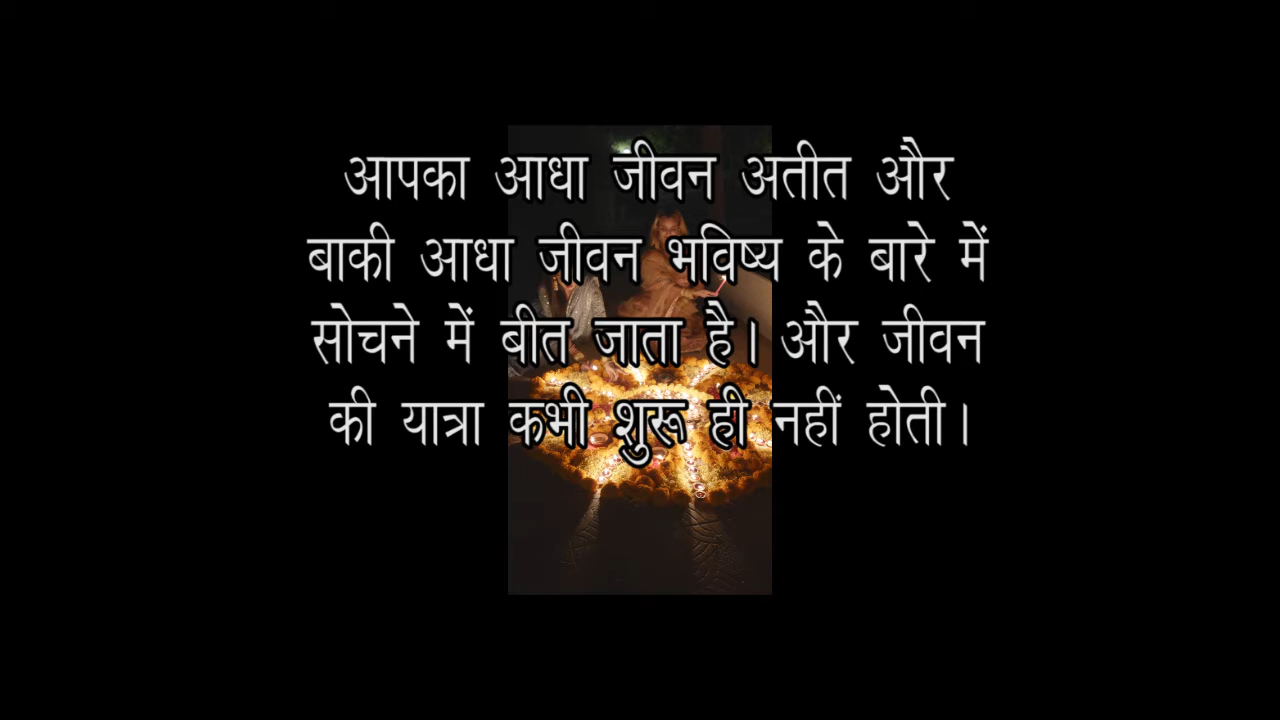 आपका आधा जीवन अतीत और
बाकी आधा जीवन भविष्य के बारे में
सोचने में बीत जाता है। और जीवन
की यात्रा कभी शुरू ही नहीं होती।